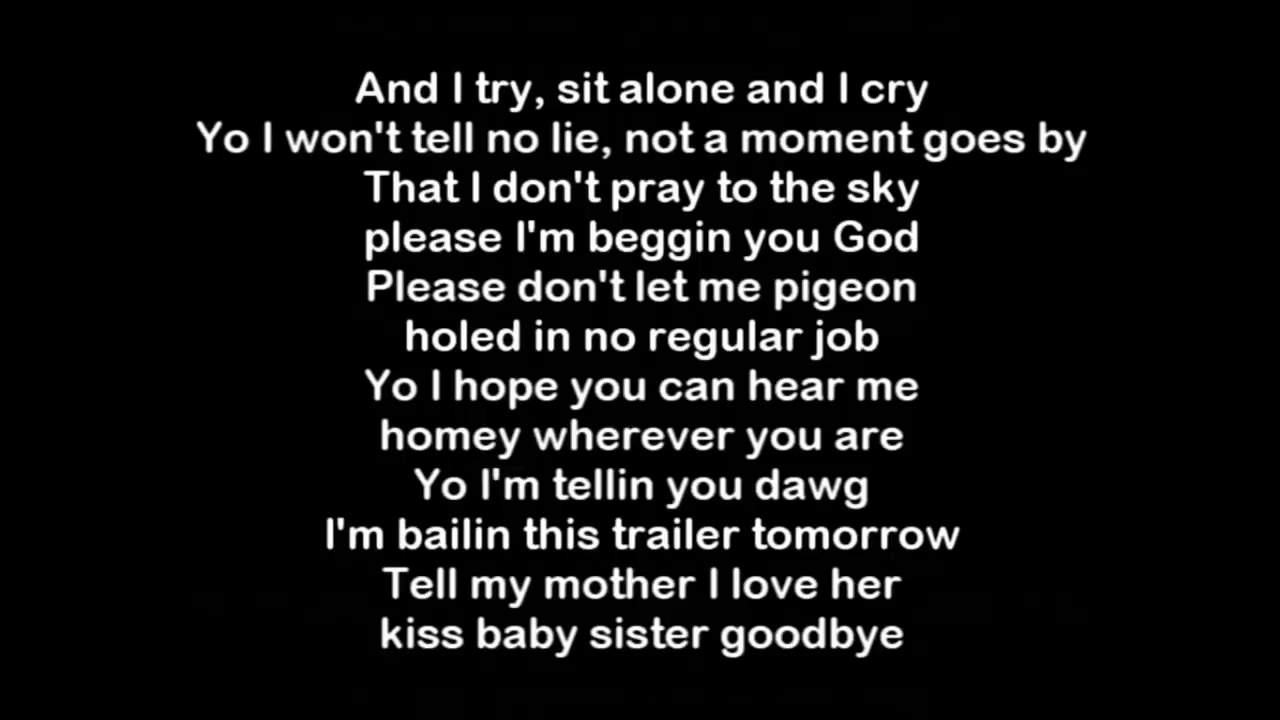 And I try, sit alone and I cry
Yo I won't tell no lie, not a moment goes by
That I don't pray to the sky
please I'm beggin you God
Please don't let me pigeon
holed in no regular job
Yo I hope you can hear me
homey wherever you are
Yo I'm tellin you dawg
I'm bailin this trailer tomorrow
Tell my mother I love her
kiss baby sister goodbye